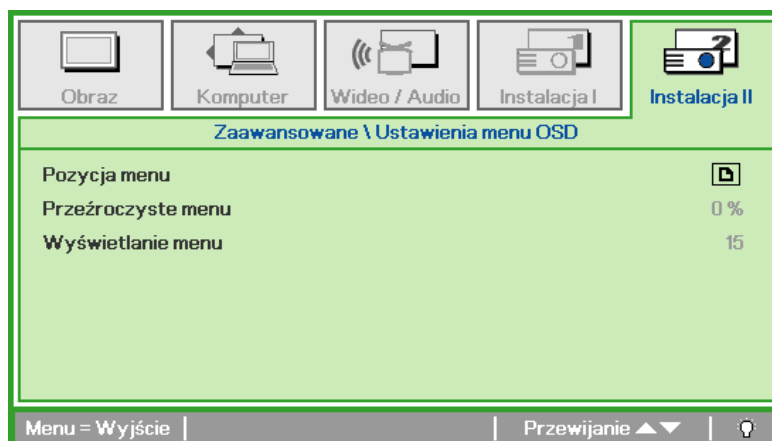 Obraz
Komputer
Wideo / Audio
Instalacja I
Instalacja II
Zaawansowane \ Ustawienia menu OSD
Pozycja menu
Przeźroczyste menu 0 %
Wyświetlanie menu 15
Menu = Wyjście Przewijanie